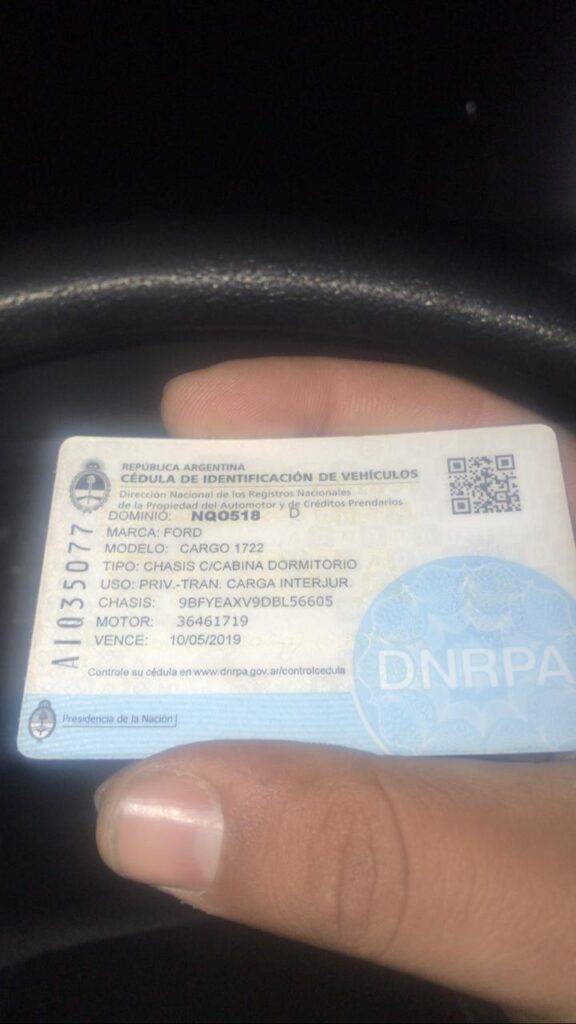 REPÚBLICA ARGENTINA
CÉDULA DE IDENTIFICACIÓN DE VEHÍCULOS
Dirección Nacional de los Registros Nacionales
de la Propiedad del Automotor y de Créditos Prendarios
DOMINIO: NQO518 D
MARCA: FORD
MODELO: CARGO 1722
TIPO: CHASIS C/CABINA DORMITORIO
USO: PRIV.-TRAN. CARGA INTERJUR.
CHASIS: 9BFYEAXV9DBL56605
MOTOR: 36461719
VENCE: 10/05/2019
Controle su cédula en www.dnrpa.gov.ar/controlcedula
AIQ35077
DNRPA
Presidencia de la Nación